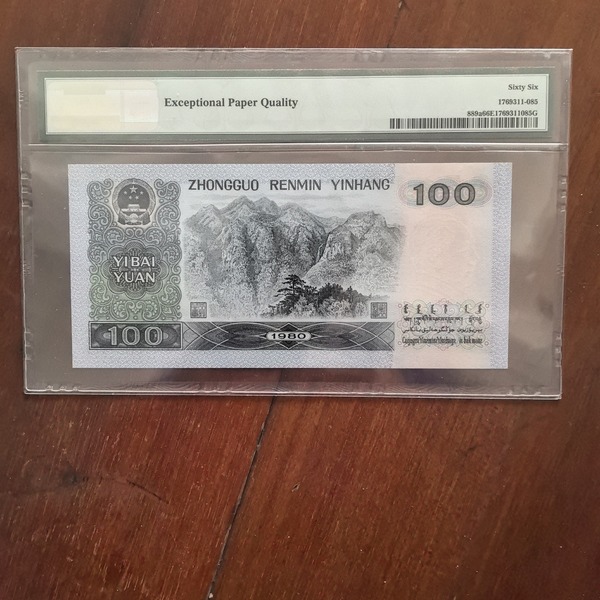 Exceptional Paper Quality
Sixty Six
1769311-085
889a66E1769311085G
ZHONGGUO RENMIN YINHANG
100
YIBAI
YUAN
100
1980